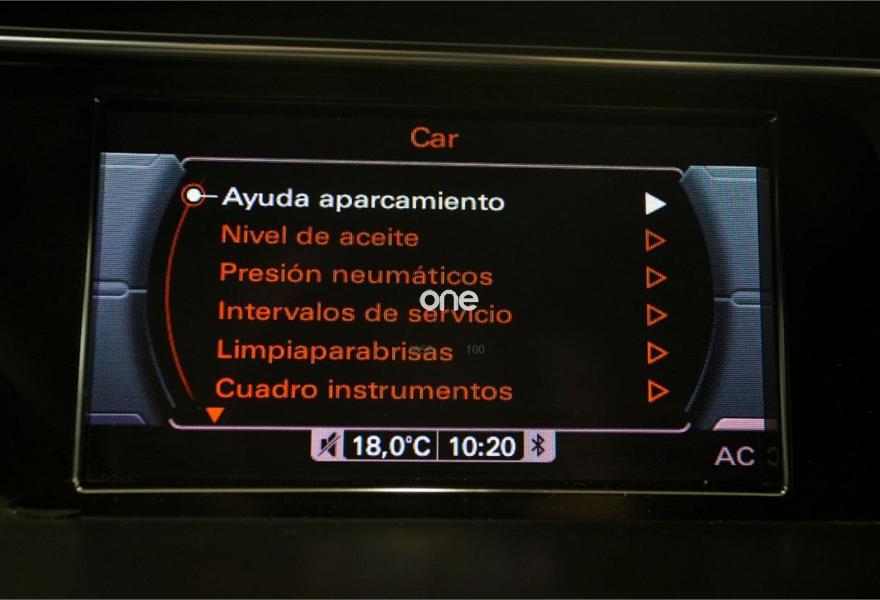 Car
Ayuda aparcamiento
Nivel de aceite
Presión neumáticos
one
Intervalos de servicio
Limpiaparabrisas
100
Cuadro instrumentos
18,0°C 10:20
AC